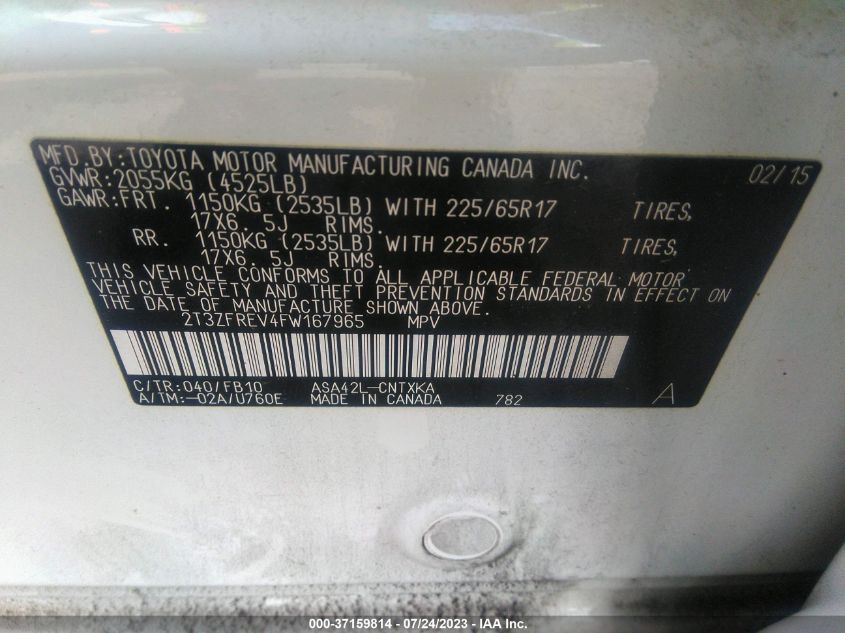 MFD.BY:TOYOTA MOTOR MANUFACTURING CANADA INC. 02/15
GVWR:2055KG (4525LB)
GAWR:FRT. 1150KG (2535LB) WITH 225/65R17 TIRES,
17X6. 5J RIMS.
RR. 1150KG (2535LB) WITH 225/65R17 TIRES,
17X6. 5J RIMS.
THIS VEHICLE CONFORMS TO ALL APPLICABLE FEDERAL MOTOR
VEHICLE SAFETY AND THEFT PREVENTION STANDARDS IN EFFECT ON
THE DATE OF MANUFACTURE SHOWN ABOVE.
2T3ZFREV4FW167965 MPV
C/TR:040/FB10 ASA42L-CNTXKA
A/TM:-02A/U760E MADE IN CANADA 782 A
000-37159814 - 07/24/2023 - IAA Inc.